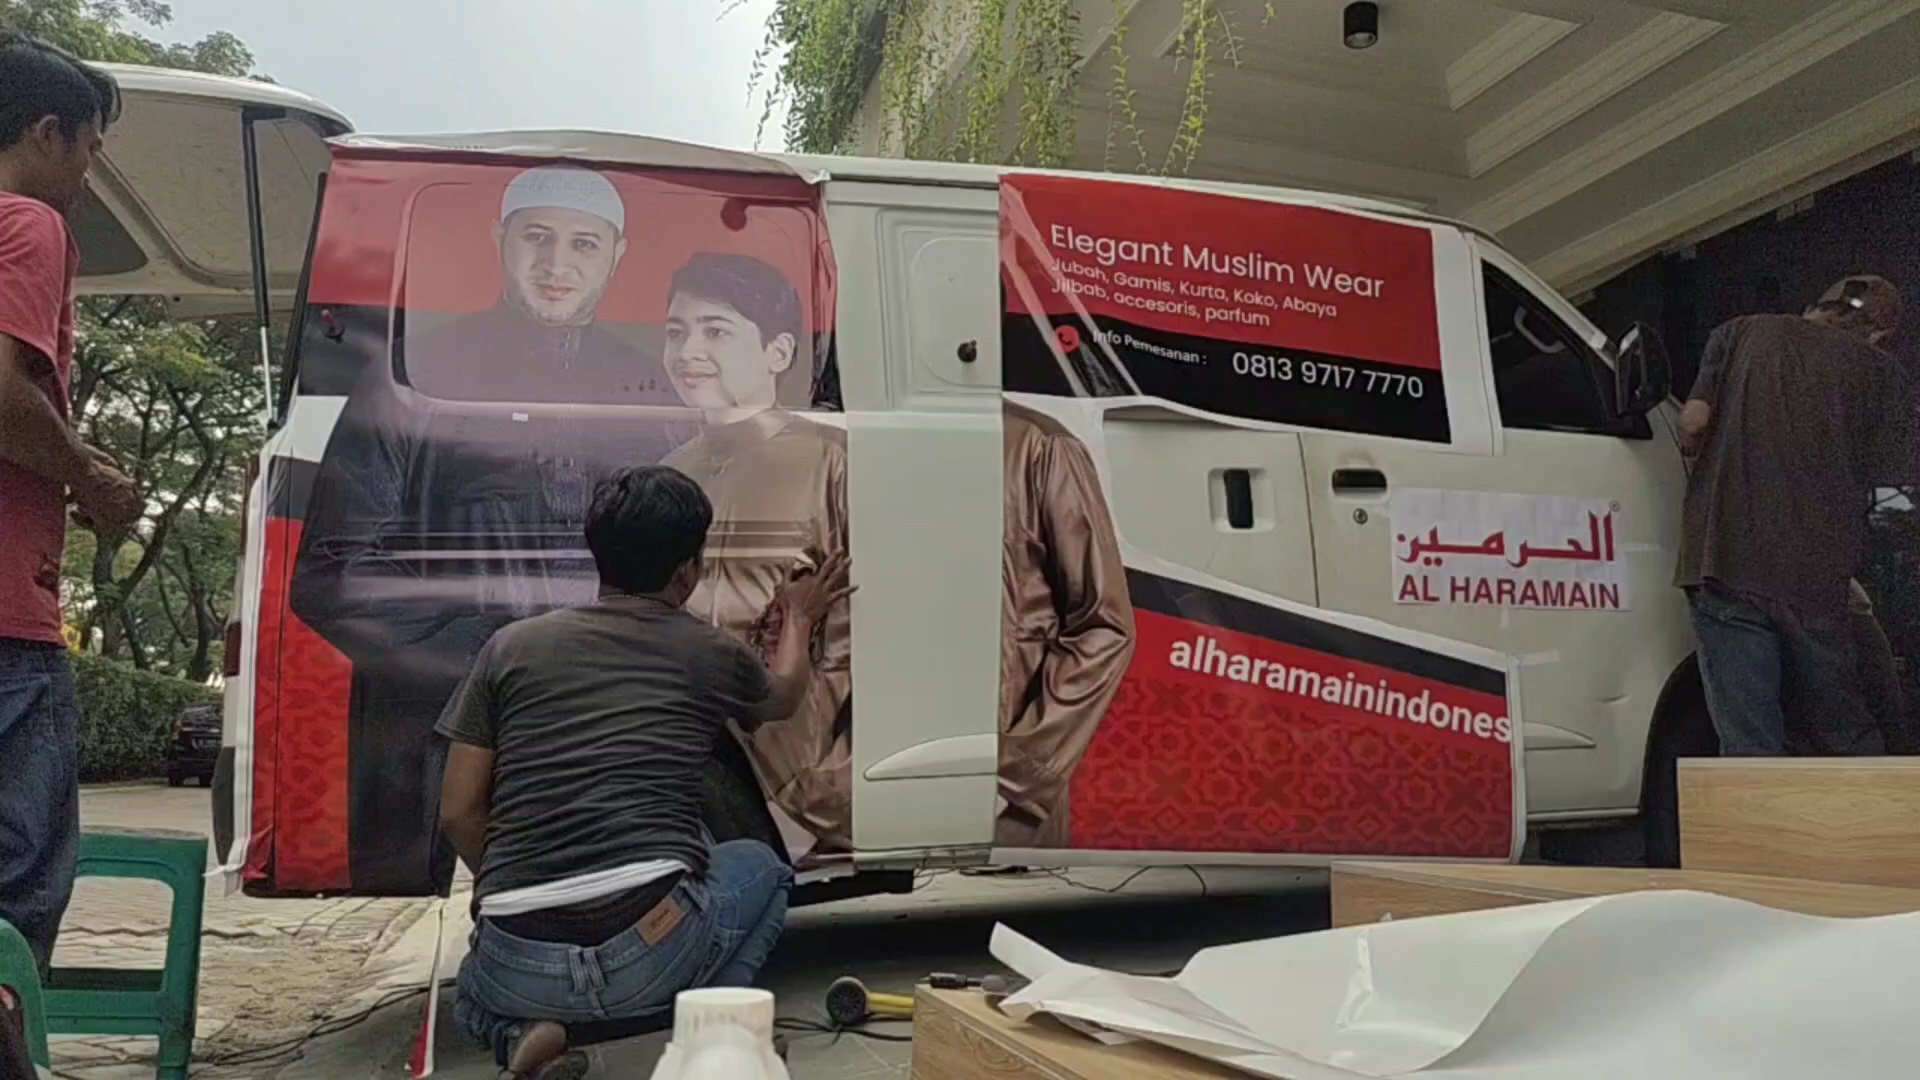 Elegant Muslim Wear
Jubah, Gamis, Kurta, Koko, Abaya
Jilbab, accesoris, parfum
Info Pemesanan : 0813 9717 7770
الحرمين ®
AL HARAMAIN
alharamainindones